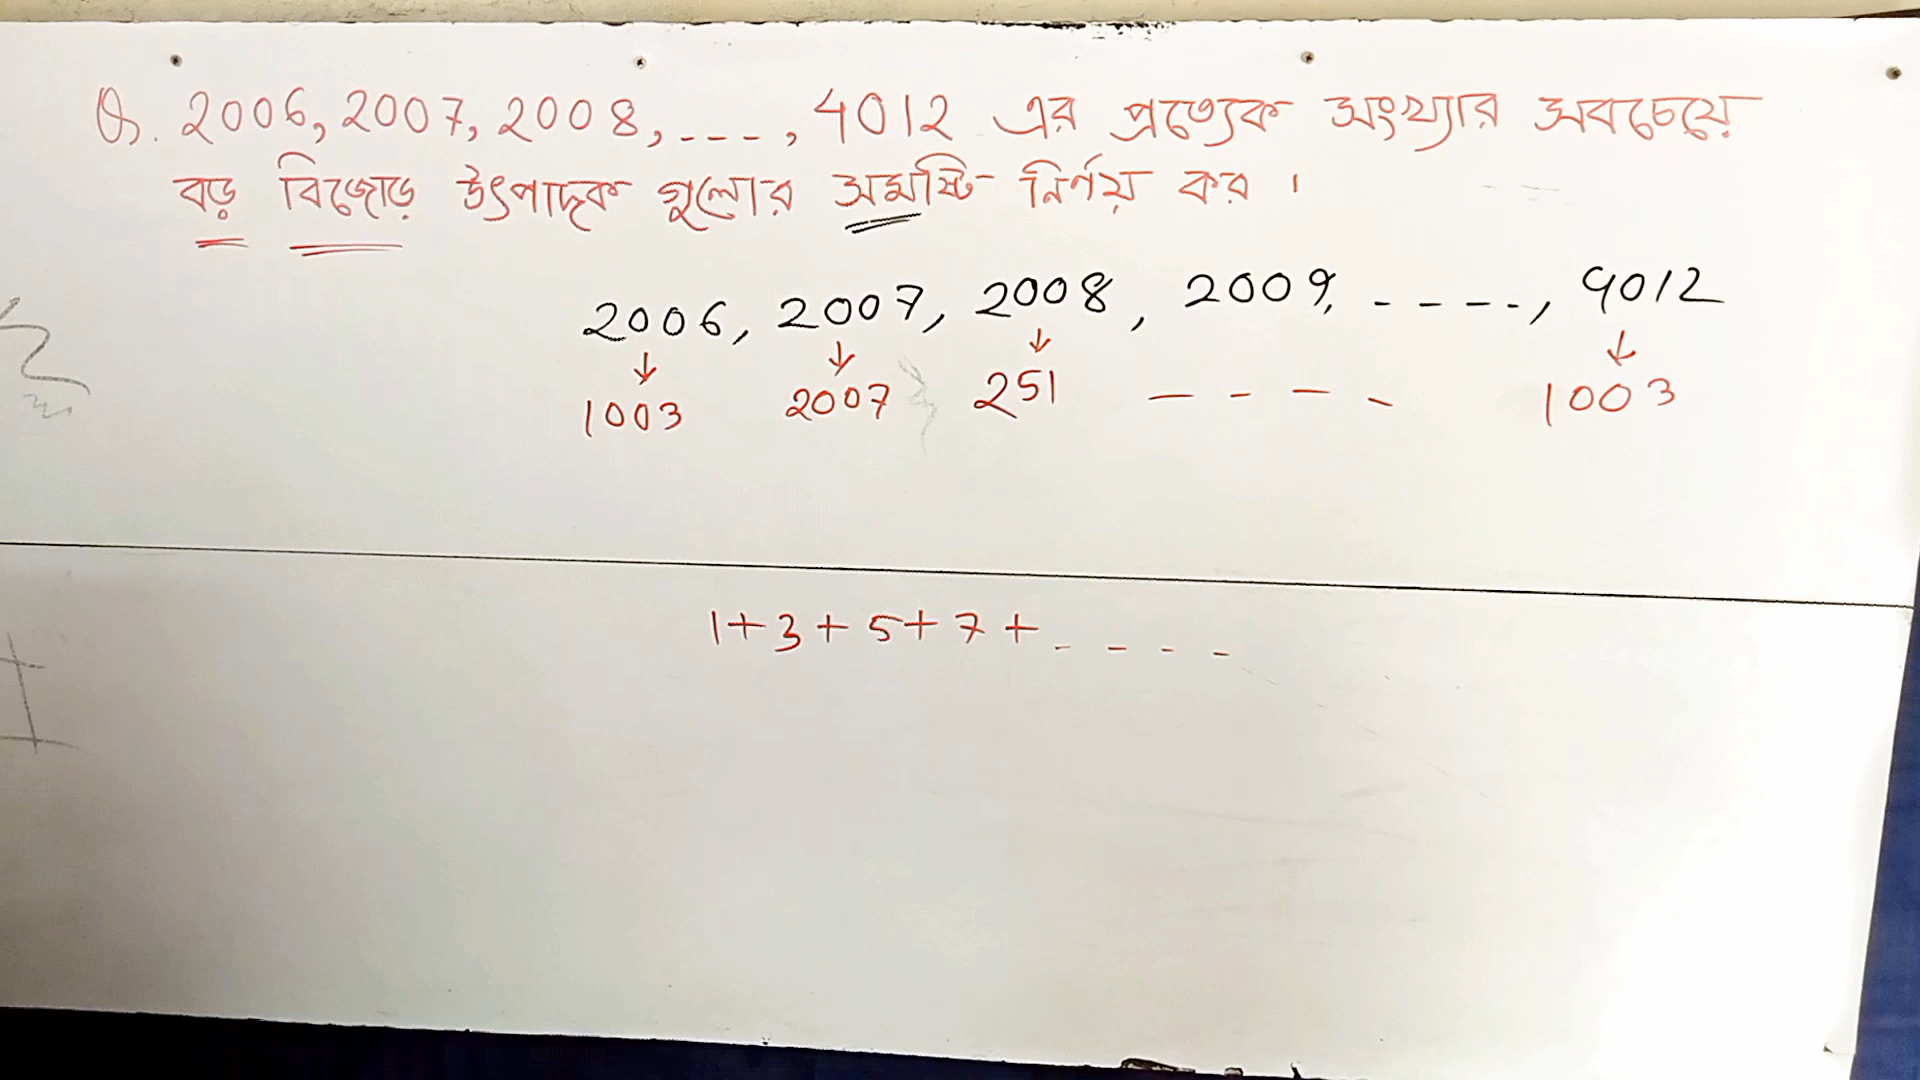 Q. 2006, 2007, 2008, ---, 4012 এর প্রত্যেক সংখ্যার সবচেয়ে
বড় বিজোড় উৎপাদক গুলোর সমষ্টি নির্ণয় কর ।
2006, 2007, 2008, 2009, ----, 4012
↓ ↓ ↓ ↓
1003 2007 251 ---- 1003
1+3+5+7+----